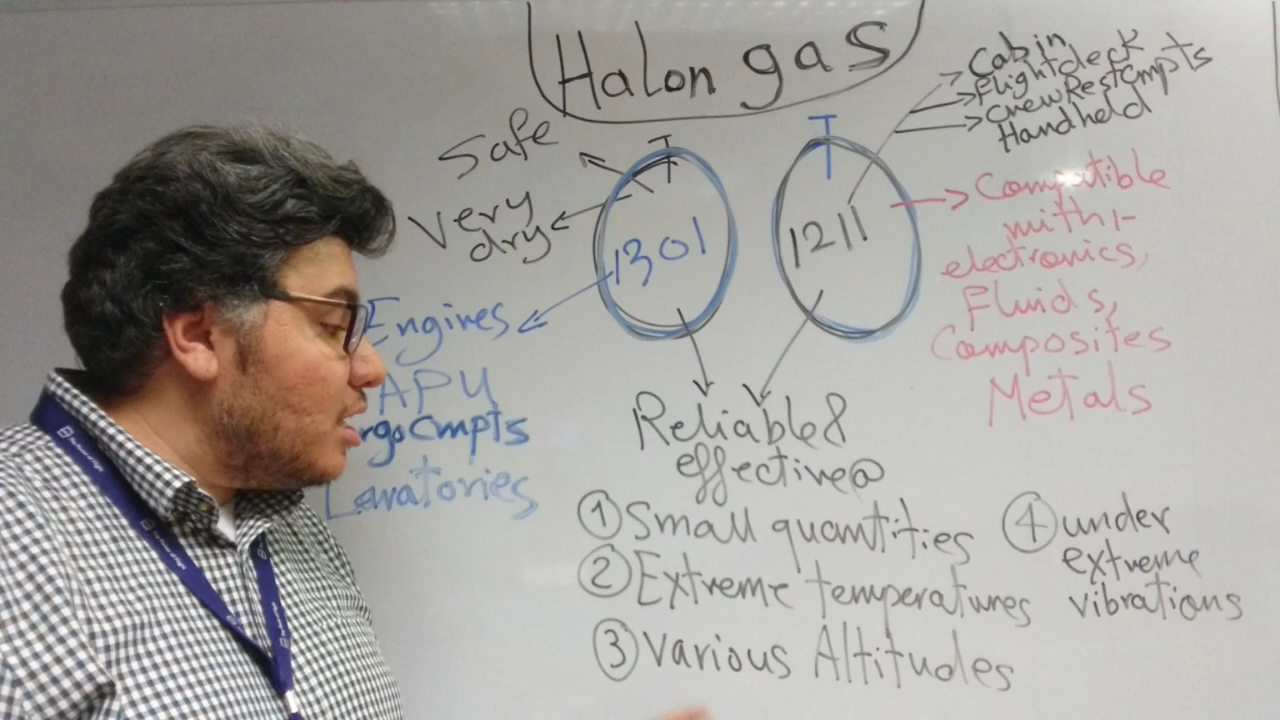 Halon gas
Safe
Very
dry
1301
Engines
APU
rgo Cmpts
Lavatories
1211
Cabin
Flight deck
Crew Rest Cmpts
Handheld
Compatible
with:-
electronics,
Fluids,
Composites
Metals
Reliable &
effective @
① Small quantities
② Extreme temperatures
③ Various Altitudes
④ under
extreme
vibrations